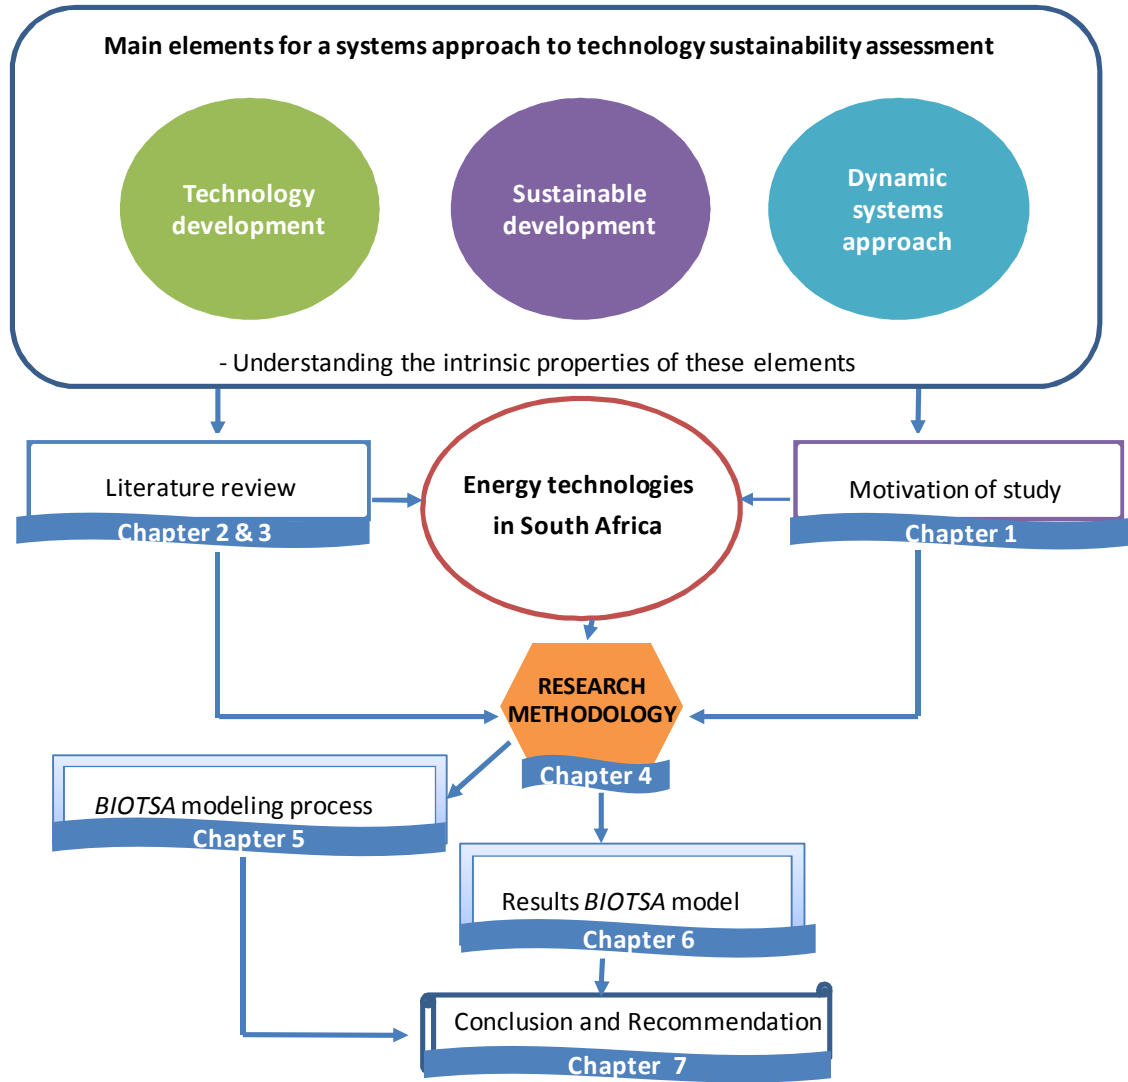 Main elements for a systems approach to technology sustainability assessment
Technology
development
Sustainable
development
Dynamic
systems
approach
- Understanding the intrinsic properties of these elements
Literature review
Chapter 2 & 3
Energy technologies
in South Africa
Motivation of study
Chapter 1
RESEARCH
METHODOLOGY
Chapter 4
BIOTSA modeling process
Chapter 5
Results BIOTSA model
Chapter 6
Conclusion and Recommendation
Chapter 7